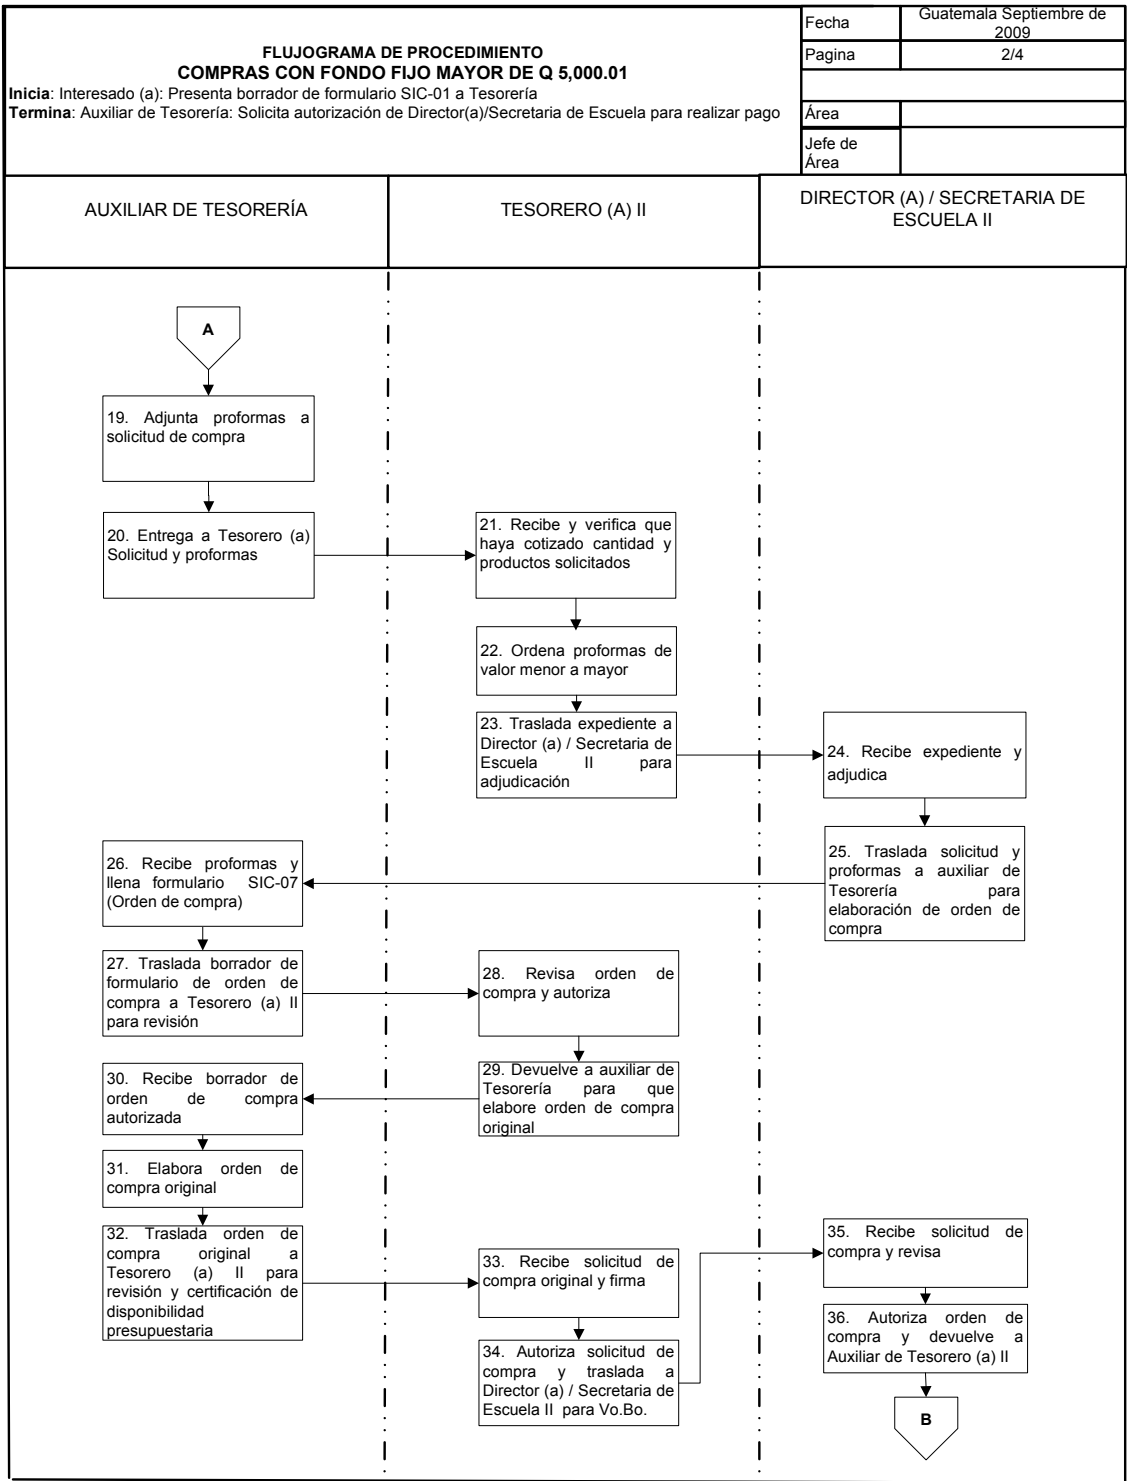 FLUJOGRAMA DE PROCEDIMIENTO
COMPRAS CON FONDO FIJO MAYOR DE Q 5,000.01
Inicia: Interesado (a): Presenta borrador de formulario SIC-01 a Tesorería
Termina: Auxiliar de Tesorería: Solicita autorización de Director(a)/Secretaria de Escuela para realizar pago
Fecha
Guatemala Septiembre de
2009
Pagina
2/4
Área
Jefe de
Área
AUXILIAR DE TESORERÍA
TESORERO (A) II
DIRECTOR (A) / SECRETARIA DE
ESCUELA II
A
19. Adjunta proformas a
solicitud de compra
20. Entrega a Tesorero (a)
Solicitud y proformas
21. Recibe y verifica que
haya cotizado cantidad y
productos solicitados
22. Ordena proformas de
valor menor a mayor
23. Traslada expediente a
Director (a) / Secretaria de
Escuela II para
adjudicación
24. Recibe expediente y
adjudica
25. Traslada solicitud y
proformas a auxiliar de
Tesorería para
elaboración de orden de
compra
26. Recibe proformas y
llena formulario SIC-07
(Orden de compra)
27. Traslada borrador de
formulario de orden de
compra a Tesorero (a) II
para revisión
28. Revisa orden de
compra y autoriza
29. Devuelve a auxiliar de
Tesorería para que
elabore orden de compra
original
30. Recibe borrador de
orden de compra
autorizada
31. Elabora orden de
compra original
32. Traslada orden de
compra original a
Tesorero (a) II para
revisión y certificación de
disponibilidad
presupuestaria
33. Recibe solicitud de
compra original y firma
34. Autoriza solicitud de
compra y traslada a
Director (a) / Secretaria de
Escuela II para Vo.Bo.
35. Recibe solicitud de
compra y revisa
36. Autoriza orden de
compra y devuelve a
Auxiliar de Tesorero (a) II
B